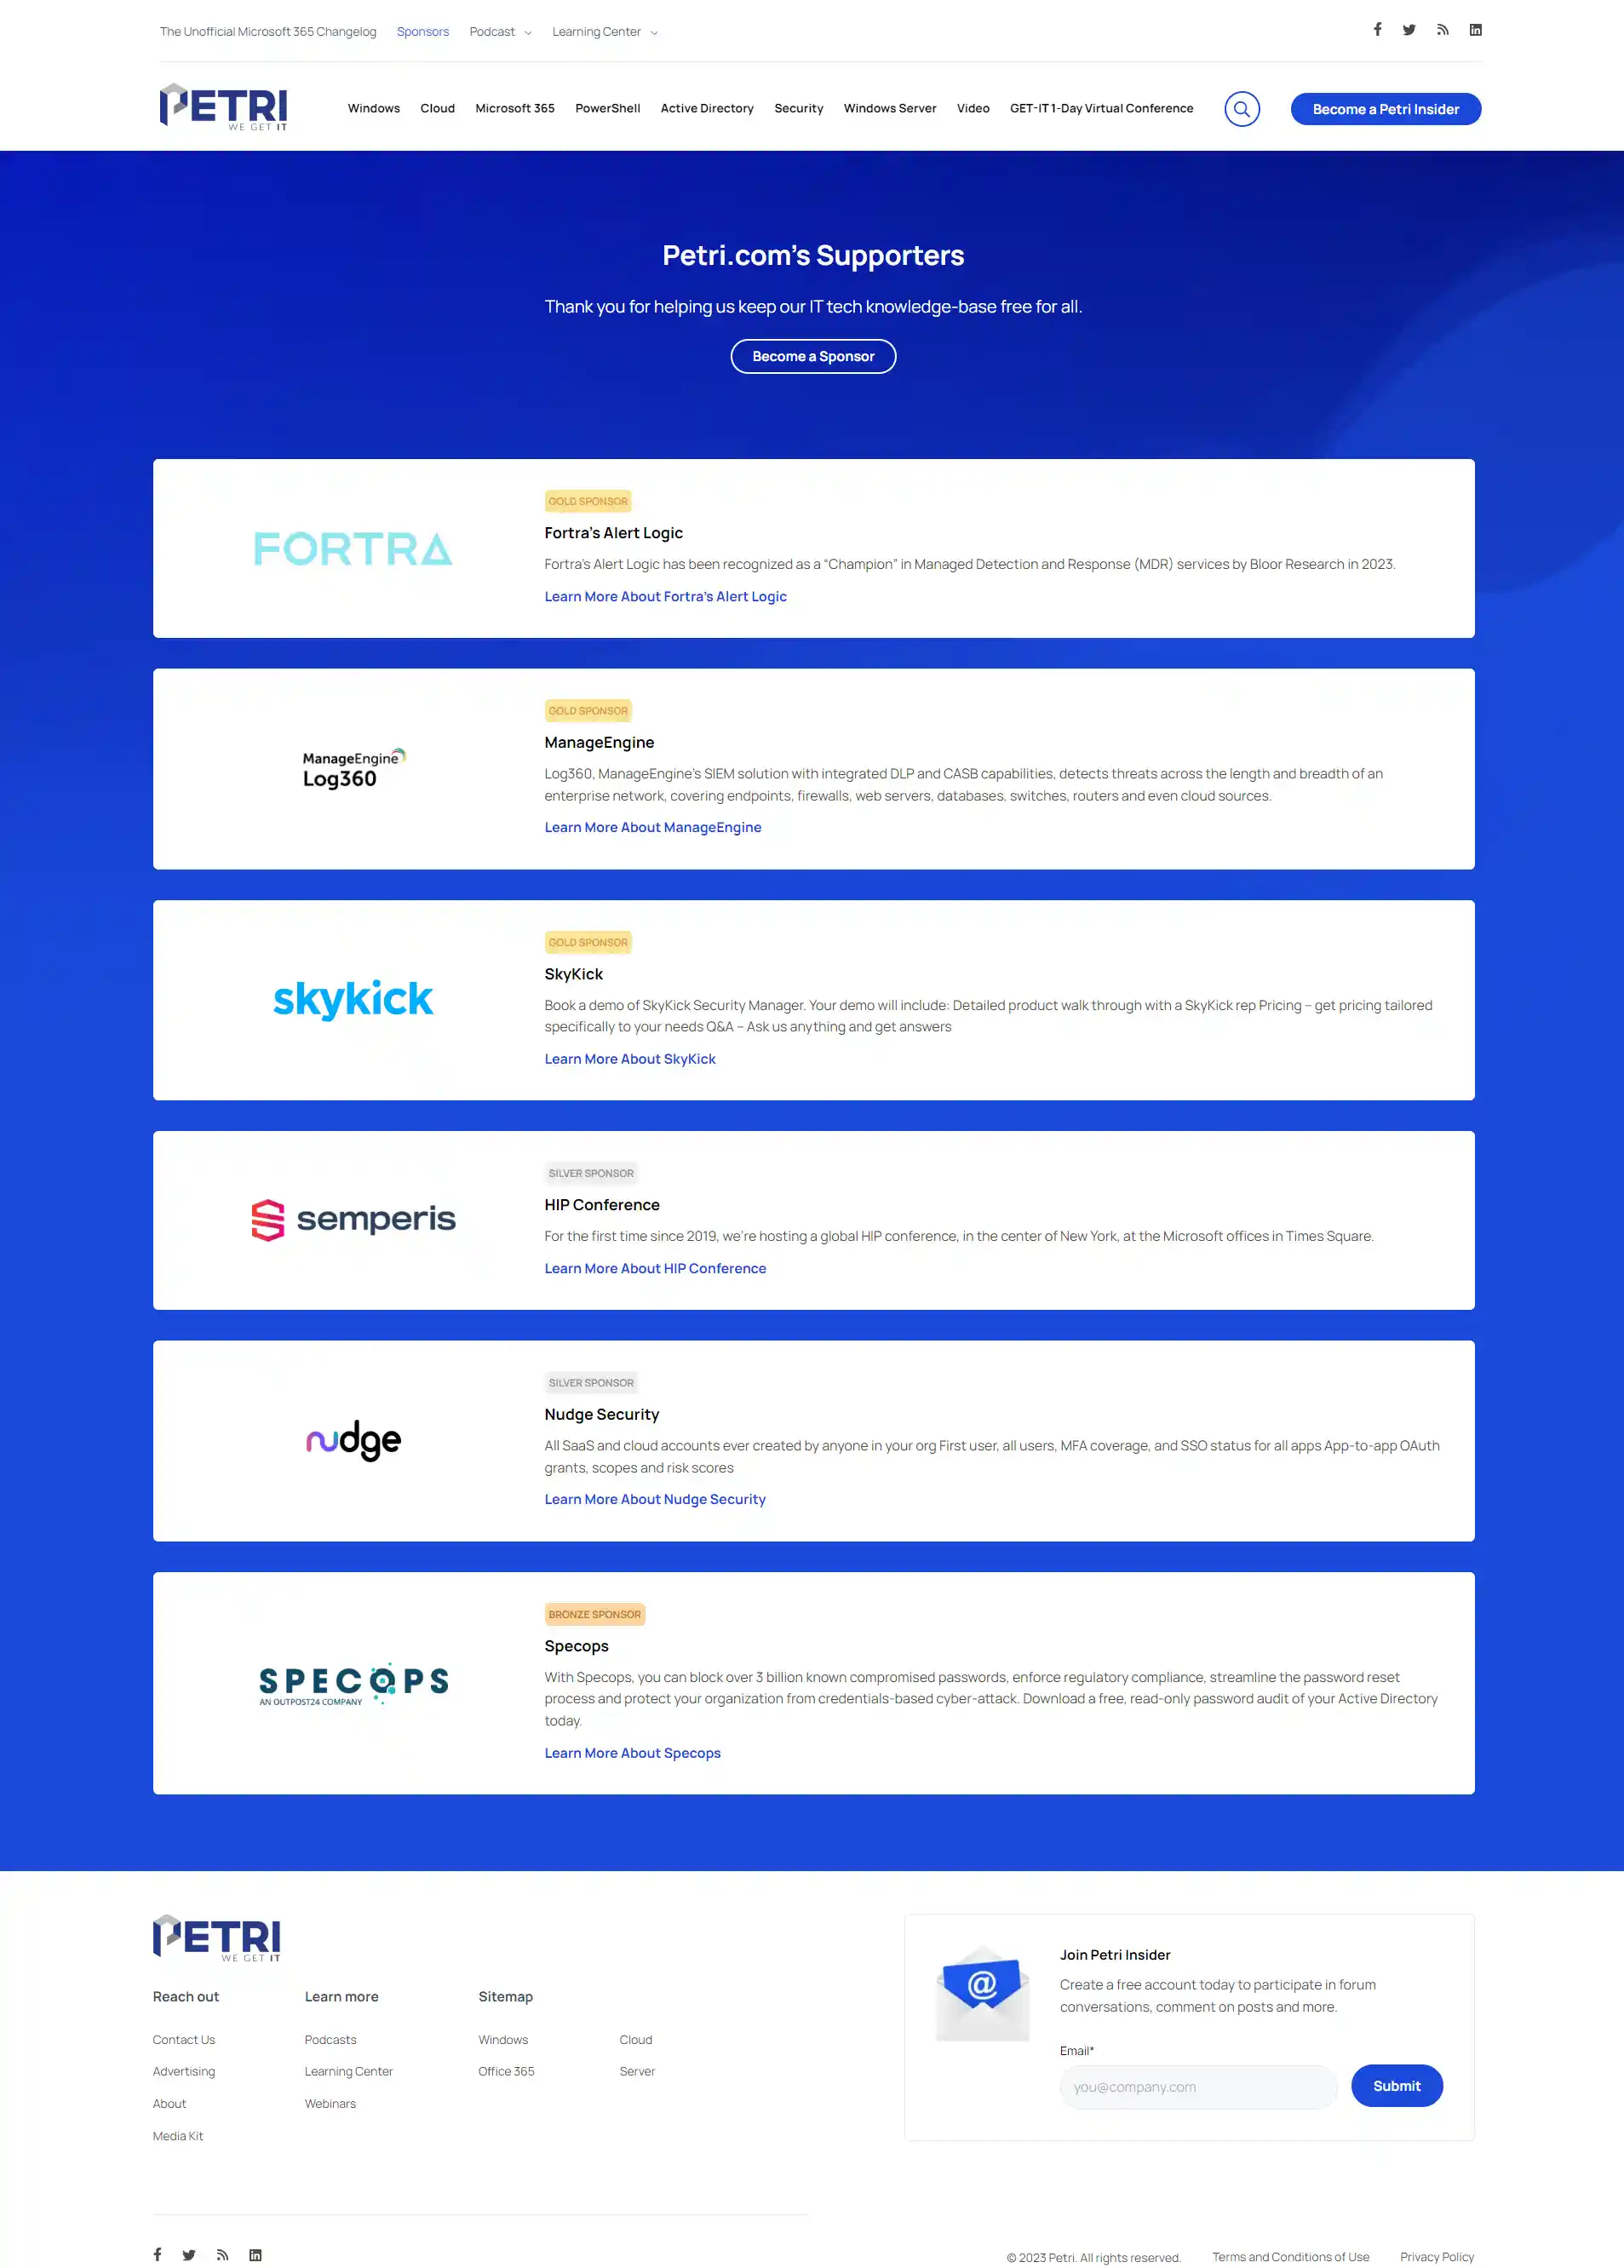 The Unofficial Microsoft 365 Changelog Sponsors Podcast Learning Center
PETRI
WE GET IT
Windows Cloud Microsoft 365 PowerShell Active Directory Security Windows Server Video GET-IT 1-Day Virtual Conference Become a Petri Insider
Petri.com's Supporters
Thank you for helping us keep our IT tech knowledge-base free for all.
Become a Sponsor
FORTRA
GOLD SPONSOR
Fortra's Alert Logic
Fortra's Alert Logic has been recognized as a “Champion” in Managed Detection and Response (MDR) services by Bloor Research in 2023.
Learn More About Fortra's Alert Logic
ManageEngine
Log360
GOLD SPONSOR
ManageEngine
Log360, ManageEngine's SIEM solution with integrated DLP and CASB capabilities, detects threats across the length and breadth of an
enterprise network, covering endpoints, firewalls, web servers, databases, switches, routers and even cloud sources.
Learn More About ManageEngine
skykick
GOLD SPONSOR
SkyKick
Book a demo of SkyKick Security Manager. Your demo will include: Detailed product walk through with a SkyKick rep Pricing – get pricing tailored
specifically to your needs Q&A – Ask us anything and get answers
Learn More About SkyKick
semperis
SILVER SPONSOR
HIP Conference
For the first time since 2019, we're hosting a global HIP conference, in the center of New York, at the Microsoft offices in Times Square.
Learn More About HIP Conference
nudge
SILVER SPONSOR
Nudge Security
All SaaS and cloud accounts ever created by anyone in your org First user, all users, MFA coverage, and SSO status for all apps App-to-app OAuth
grants, scopes and risk scores
Learn More About Nudge Security
SPECOPS
AN OUTPOST24 COMPANY
BRONZE SPONSOR
Specops
With Specops, you can block over 3 billion known compromised passwords, enforce regulatory compliance, streamline the password reset
process and protect your organization from credentials-based cyber-attack. Download a free, read-only password audit of your Active Directory
today.
Learn More About Specops
PETRI
WE GET IT
Reach out
Contact Us
Advertising
About
Media Kit
Learn more
Podcasts
Learning Center
Webinars
Sitemap
Windows Cloud
Office 365 Server
@
Join Petri Insider
Create a free account today to participate in forum
conversations, comment on posts and more.
Email*
you@company.com Submit
© 2023 Petri. All rights reserved. Terms and Conditions of Use Privacy Policy